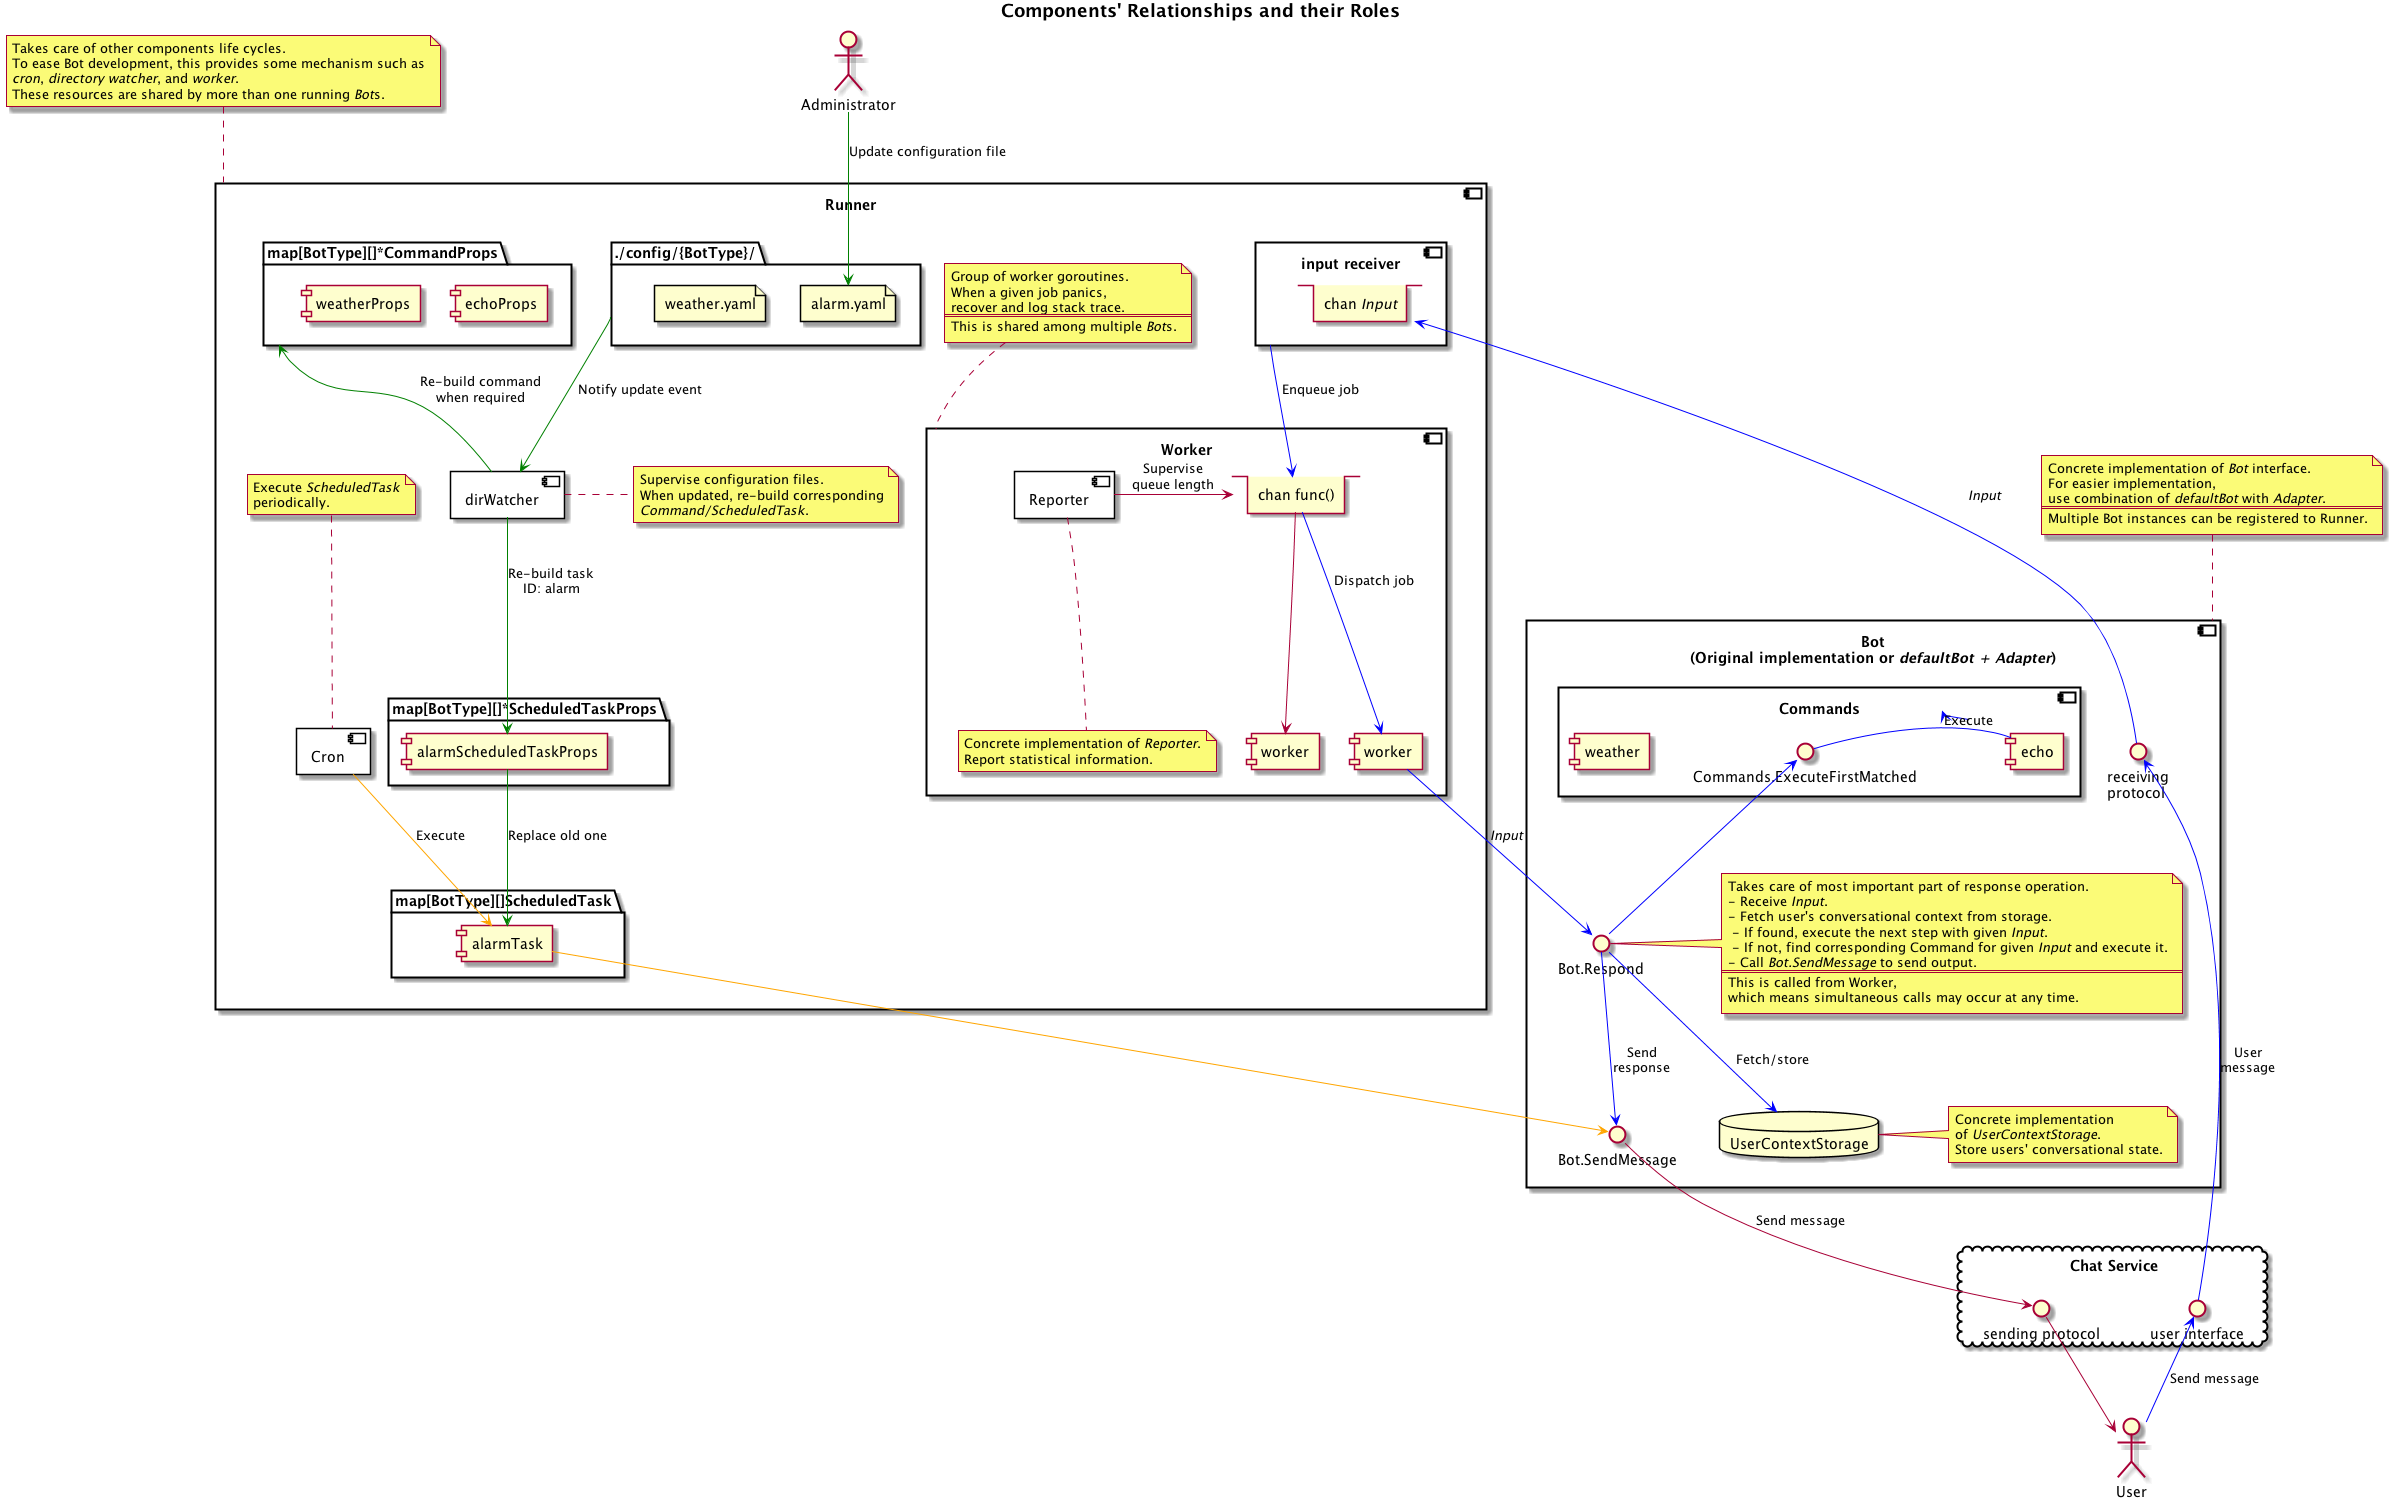 Components' Relationships and their Roles
Takes care of other components life cycles.
To ease Bot development, this provides some mechanism such as
cron, directory watcher, and worker.
These resources are shared by more than one running Bots.
Administrator
Update configuration file
Runner
map[BotType][]*CommandProps
weatherProps
echoProps
./config/{BotType}/
weather.yaml
alarm.yaml
Group of worker goroutines.
When a given job panics,
recover and log stack trace.
This is shared among multiple Bots.
input receiver
chan Input
Re-build command
when required
Notify update event
Enqueue job
Execute ScheduledTask
periodically.
dirWatcher
Supervise configuration files.
When updated, re-build corresponding
Command/ScheduledTask.
Worker
Reporter
Supervise
queue length
chan func()
Input
Concrete implementation of Bot interface.
For easier implementation,
use combination of defaultBot with Adapter.
Multiple Bot instances can be registered to Runner.
Re-build task
ID: alarm
Dispatch job
Bot
(Original implementation or defaultBot + Adapter)
Cron
map[BotType][]*ScheduledTaskProps
alarmScheduledTaskProps
Concrete implementation of Reporter.
Report statistical information.
worker
worker
Commands
weather
Commands.ExecuteFirstMatched
Execute
echo
receiving
protocol
Execute
Replace old one
Input
map[BotType][]ScheduledTask
alarmTask
Bot.Respond
Takes care of most important part of response operation.
- Receive Input.
- Fetch user's conversational context from storage.
- If found, execute the next step with given Input.
- If not, find corresponding Command for given Input and execute it.
- Call Bot.SendMessage to send output.
This is called from Worker,
which means simultaneous calls may occur at any time.
Send
response
Fetch/store
User
message
Bot.SendMessage
UserContextStorage
Concrete implementation
of UserContextStorage.
Store users' conversational state.
Send message
Chat Service
sending protocol
user interface
Send message
User